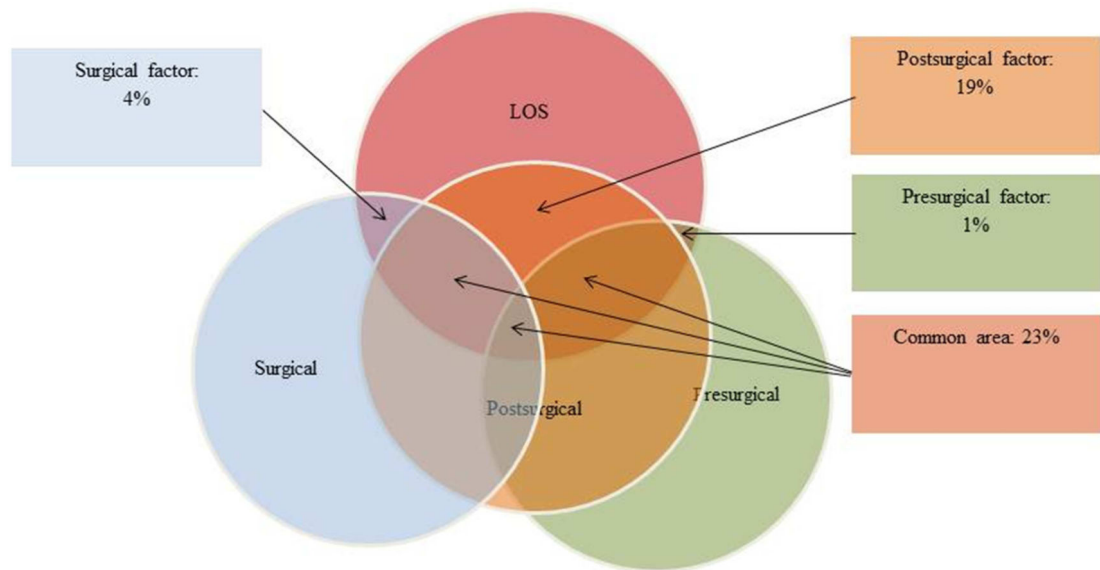 Surgical factor:
4%
LOS
Postsurgical factor:
19%
Presurgical factor:
1%
Common area: 23%
Surgical
Postsurgical
Presurgical